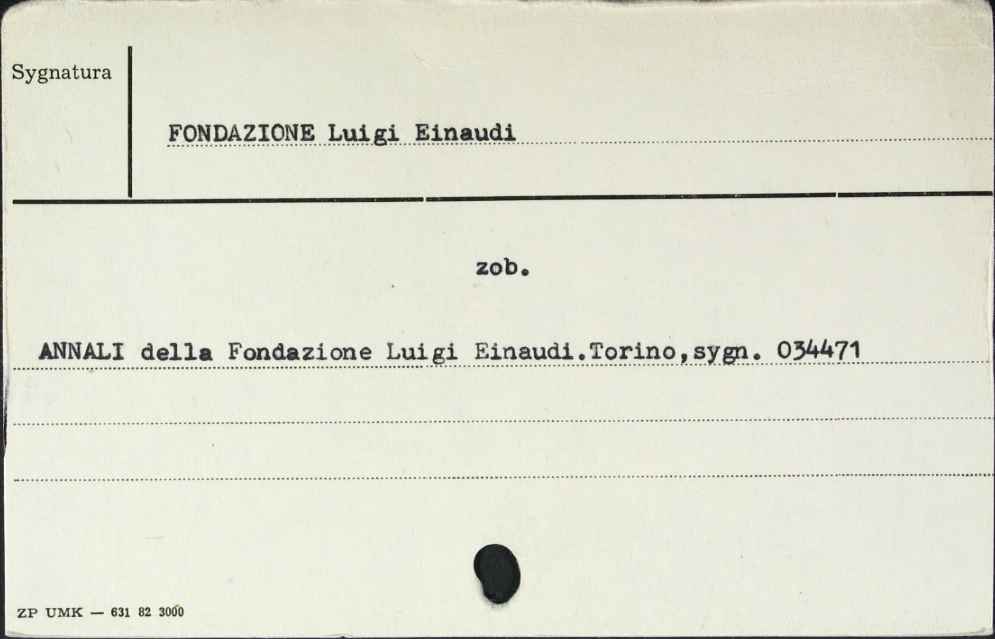 Sygnatura
FONDAZIONE Luigi Einaudi
zob.
ANNALI della Fondazione Luigi Einaudi.Torino,sygn. 034471
ZP UMK — 631 82 3000